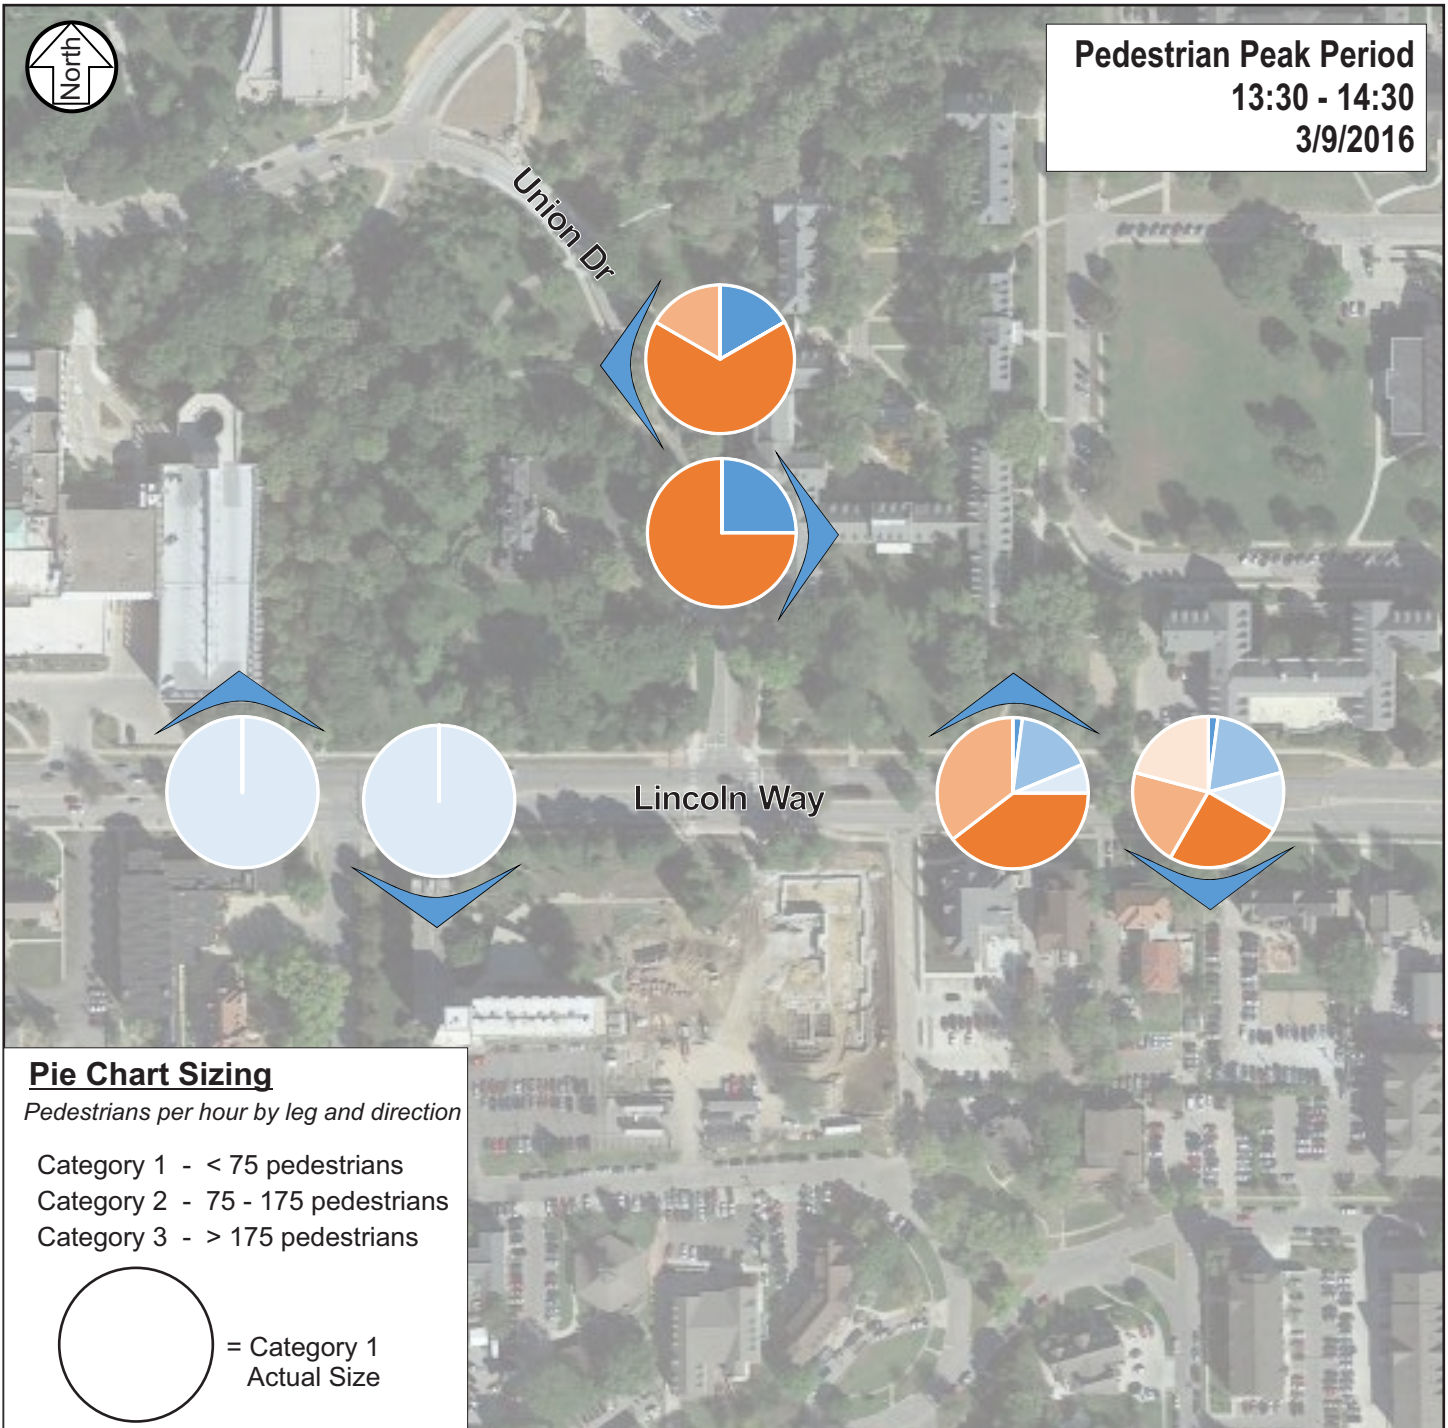 North
Pedestrian Peak Period
13:30 - 14:30
3/9/2016
Union Dr
Lincoln Way
Pie Chart Sizing
Pedestrians per hour by leg and direction
Category 1 - < 75 pedestrians
Category 2 - 75 - 175 pedestrians
Category 3 - > 175 pedestrians
= Category 1
Actual Size